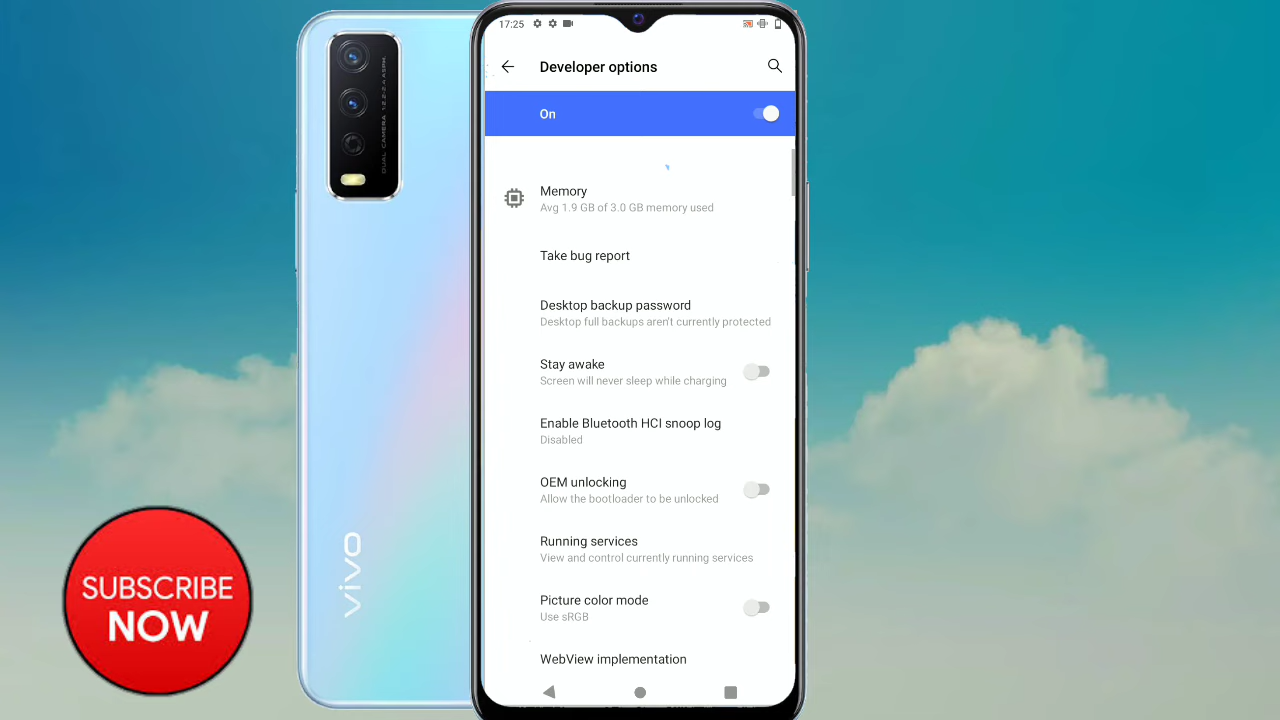 17:25
Developer options
On
Memory
Avg 1.9 GB of 3.0 GB memory used
Take bug report
Desktop backup password
Desktop full backups aren't currently protected
Stay awake
Screen will never sleep while charging
Enable Bluetooth HCI snoop log
Disabled
OEM unlocking
Allow the bootloader to be unlocked
Running services
View and control currently running services
Picture color mode
Use sRGB
WebView implementation
vivo
SUBSCRIBE
NOW